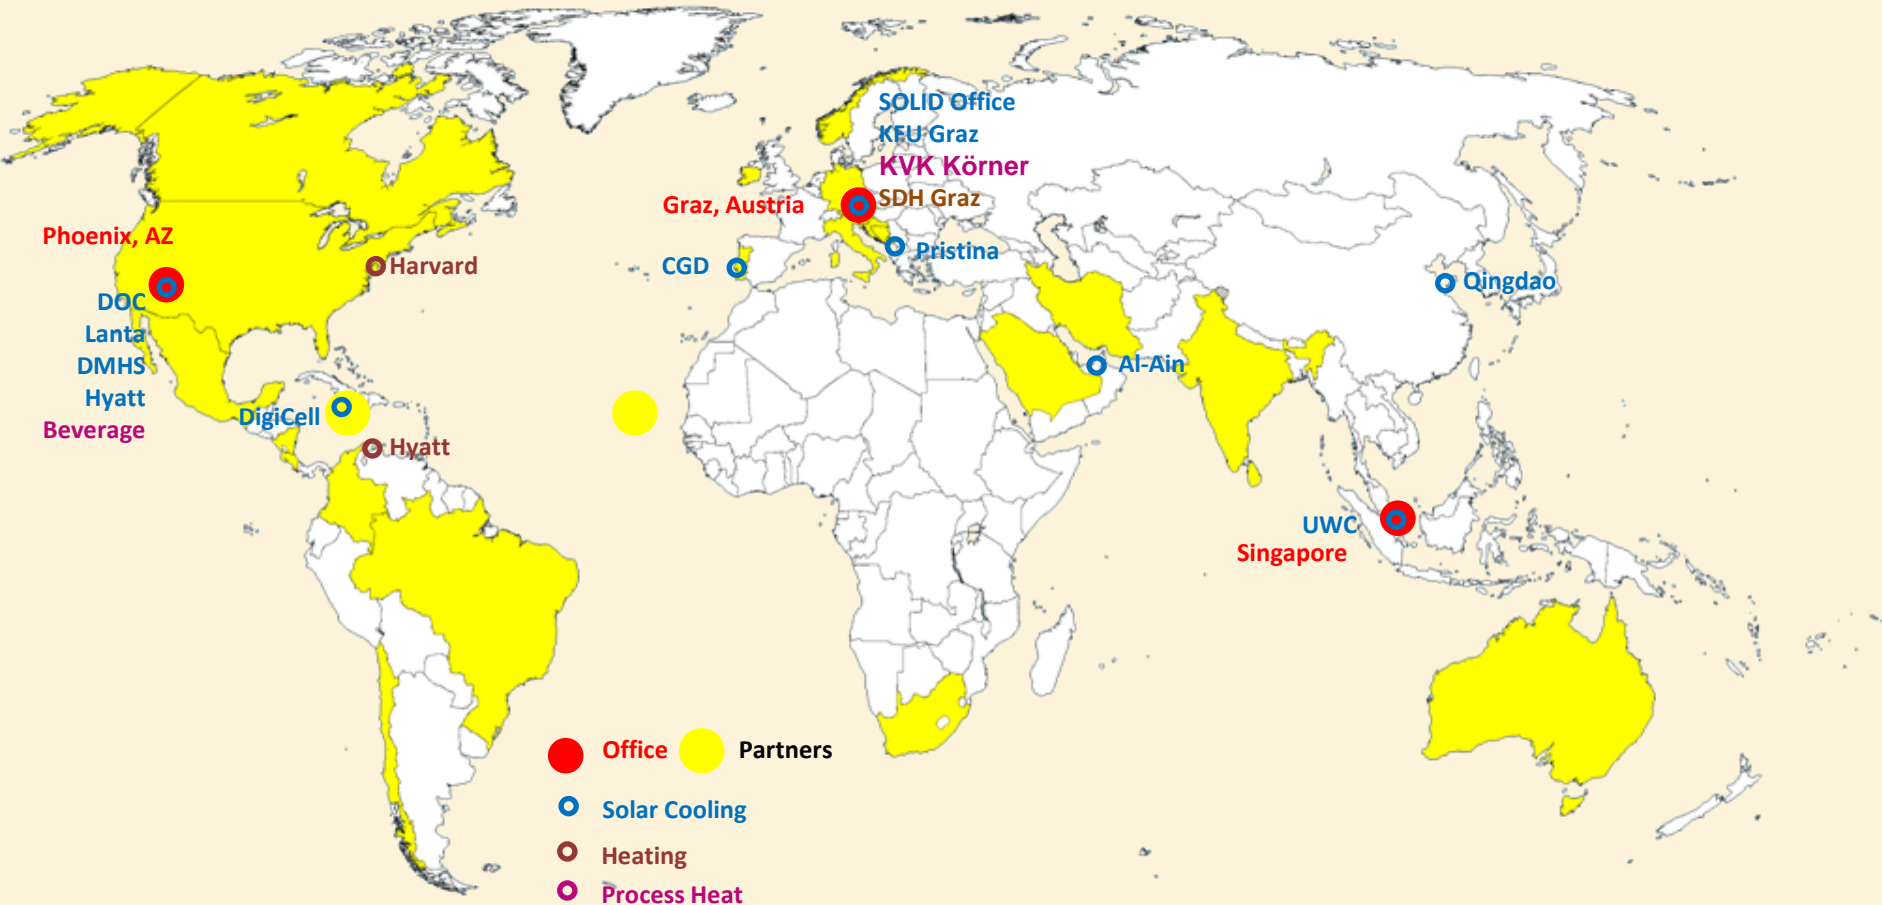 SOLID Office
KFU Graz
KVK Körner
SDH Graz
Graz, Austria
Phoenix, AZ
Harvard
CGD
Pristina
Qingdao
DOC
Lanta
DMHS
Hyatt
Beverage
Al-Ain
DigiCell
Hyatt
UWC
Singapore
Office
Partners
Solar Cooling
Heating
Process Heat